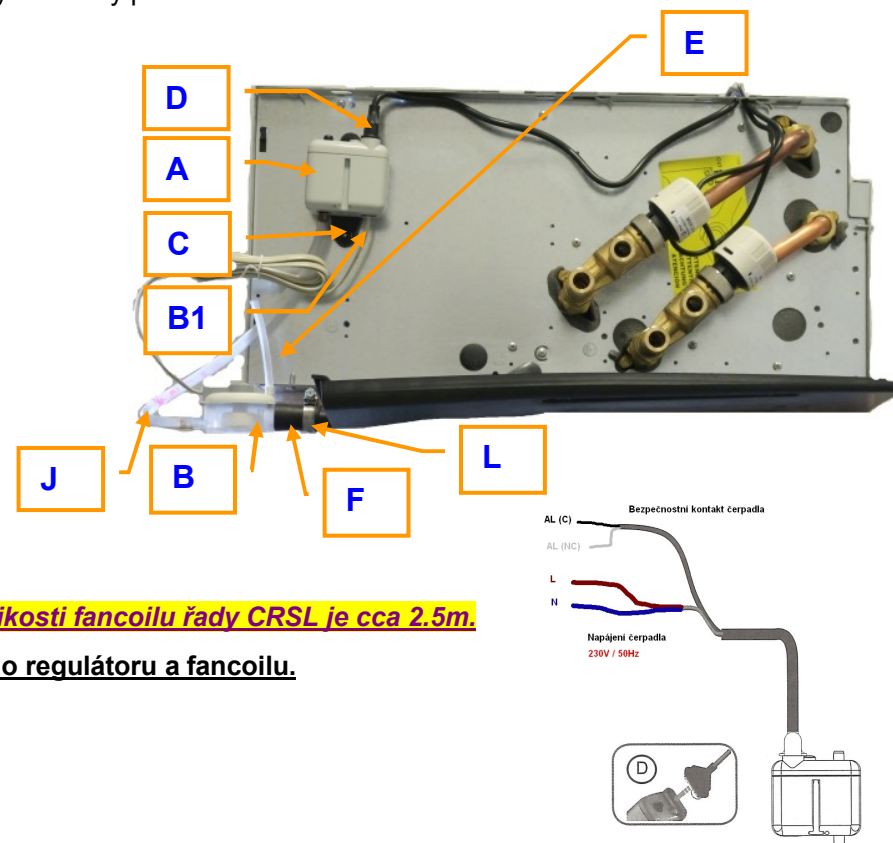 E
D
A
C
B1
J
B
F
L
Bezpečnostní kontakt čerpadla
AL (C)
AL (NC)
L
N
Napájení čerpadla
230V / 50Hz
ikosti fancoilu řady CRSL je cca 2.5m.
o regulátoru a fancoilu.
D